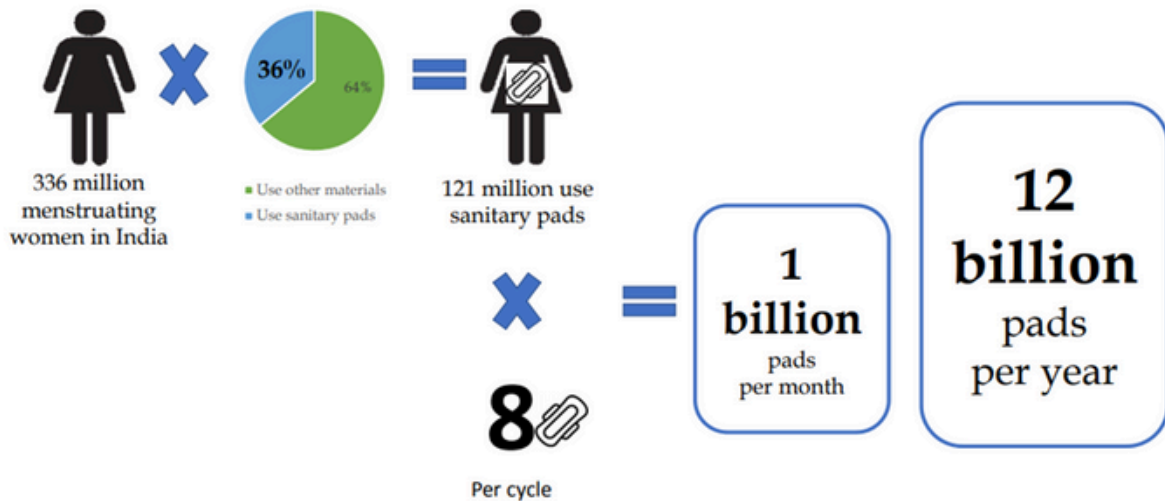 36%
64%
336 million
menstruating
women in India
Use other materials
Use sanitary pads
121 million use
sanitary pads
8
Per cycle
1
billion
pads
per month
12
billion
pads
per year